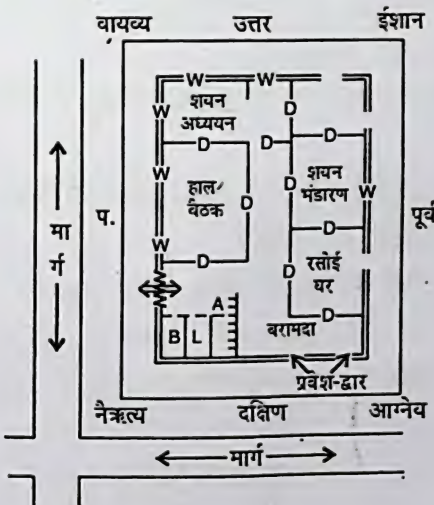 वायव्य उत्तर ईशान
W W
W शयन D
अध्ययन
D D D
हाल/ शयन
बैठक भंडारण
W D D W
प. पूर्व
मार्ग
W D D
रसोई
घर
D D
A
B L
बरामदा
प्रवेश-द्वार
नैऋत्य दक्षिण आग्नेय
मार्ग